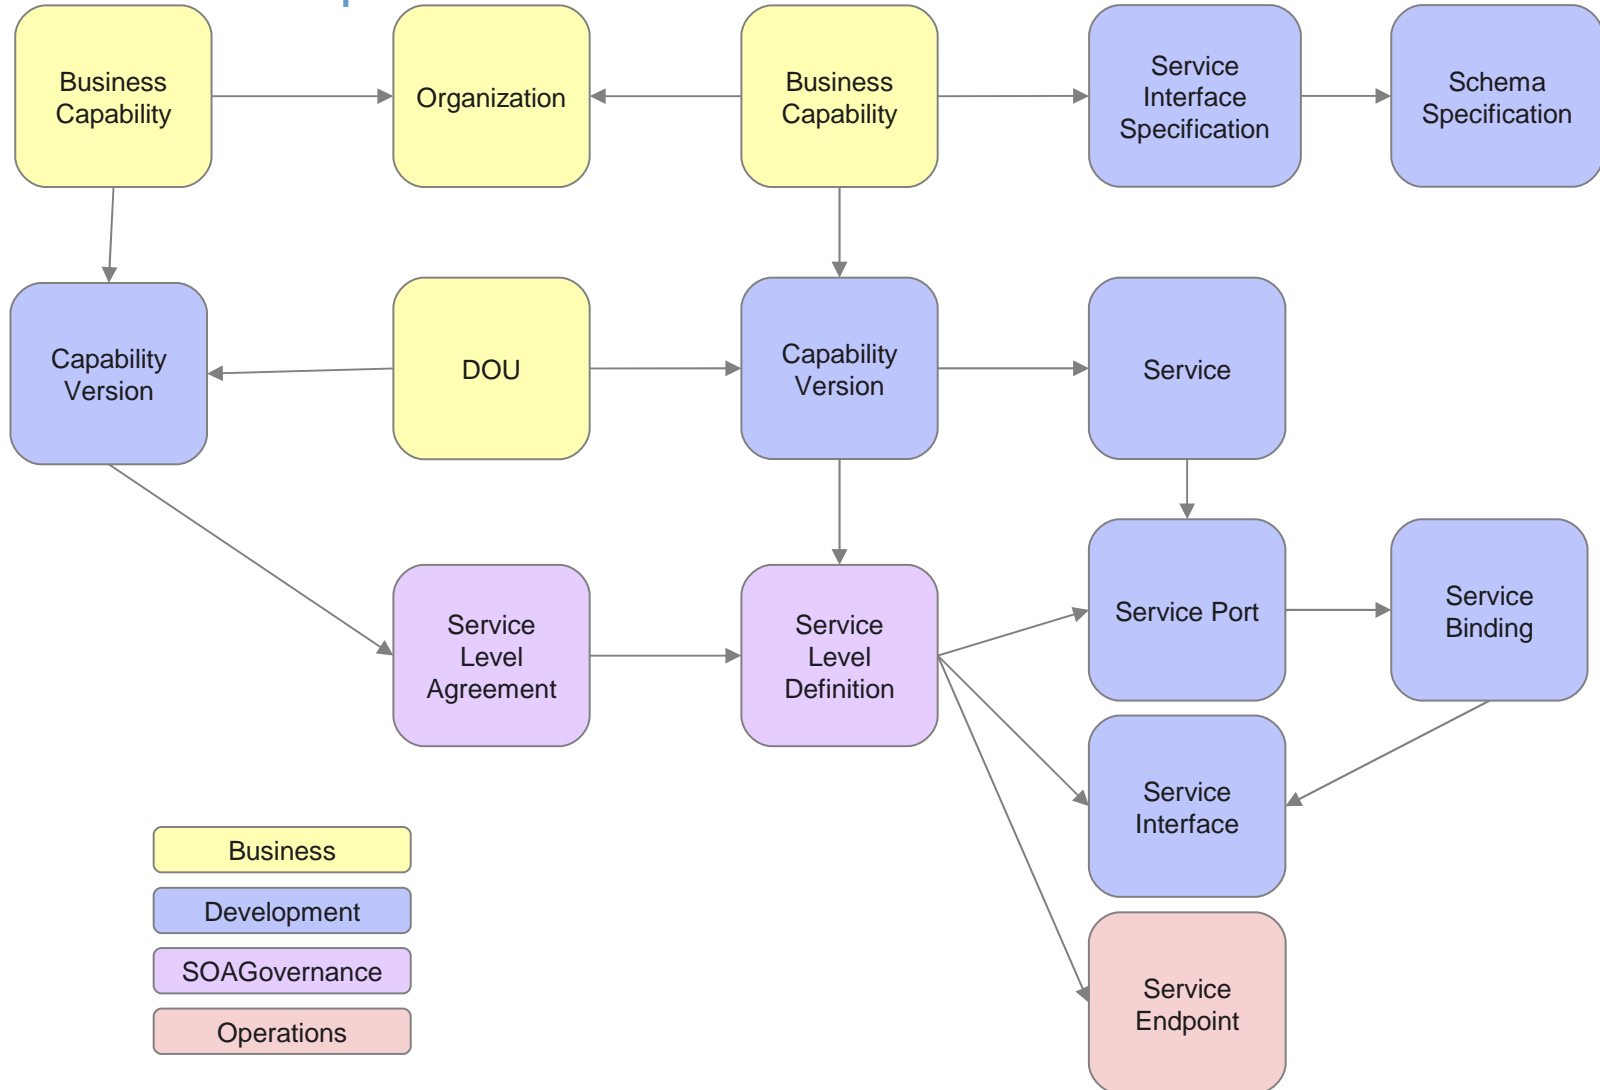 Business
Capability
Organization
Business
Capability
Service
Interface
Specification
Schema
Specification
Capability
Version
DOU
Capability
Version
Service
Service
Level
Agreement
Service
Level
Definition
Service Port
Service
Binding
Service
Interface
Service
Endpoint
Business
Development
SOAGovernance
Operations